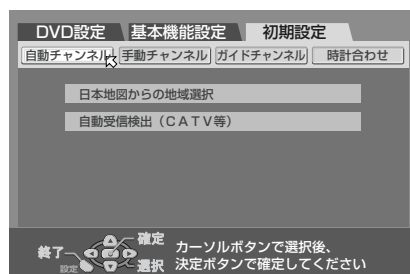 DVD設定 基本機能設定 初期設定
自動チャンネル 手動チャンネル ガイドチャンネル 時計合わせ
日本地図からの地域選択
自動受信検出（CATV等）
終了 設定 確定 選択
カーソルボタンで選択後、
決定ボタンで確定してください